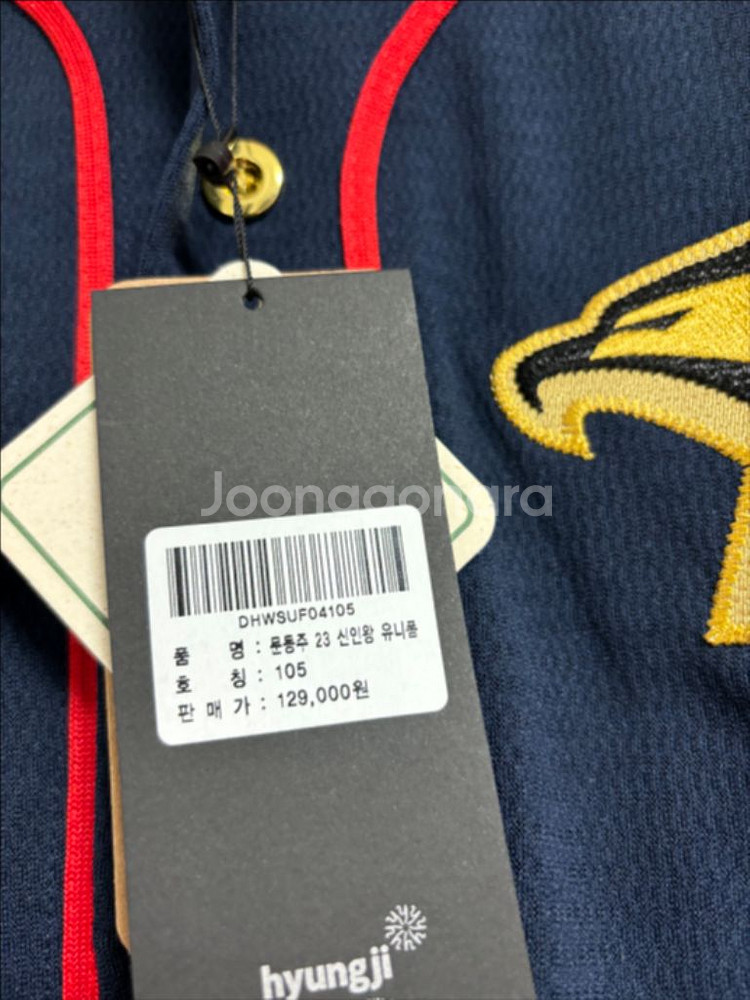 Joonggonara
DHWSUF04105
품 명 : 문동주 23 신인왕 유니폼
호 칭 : 105
판 매 가 : 129,000원
hyungji